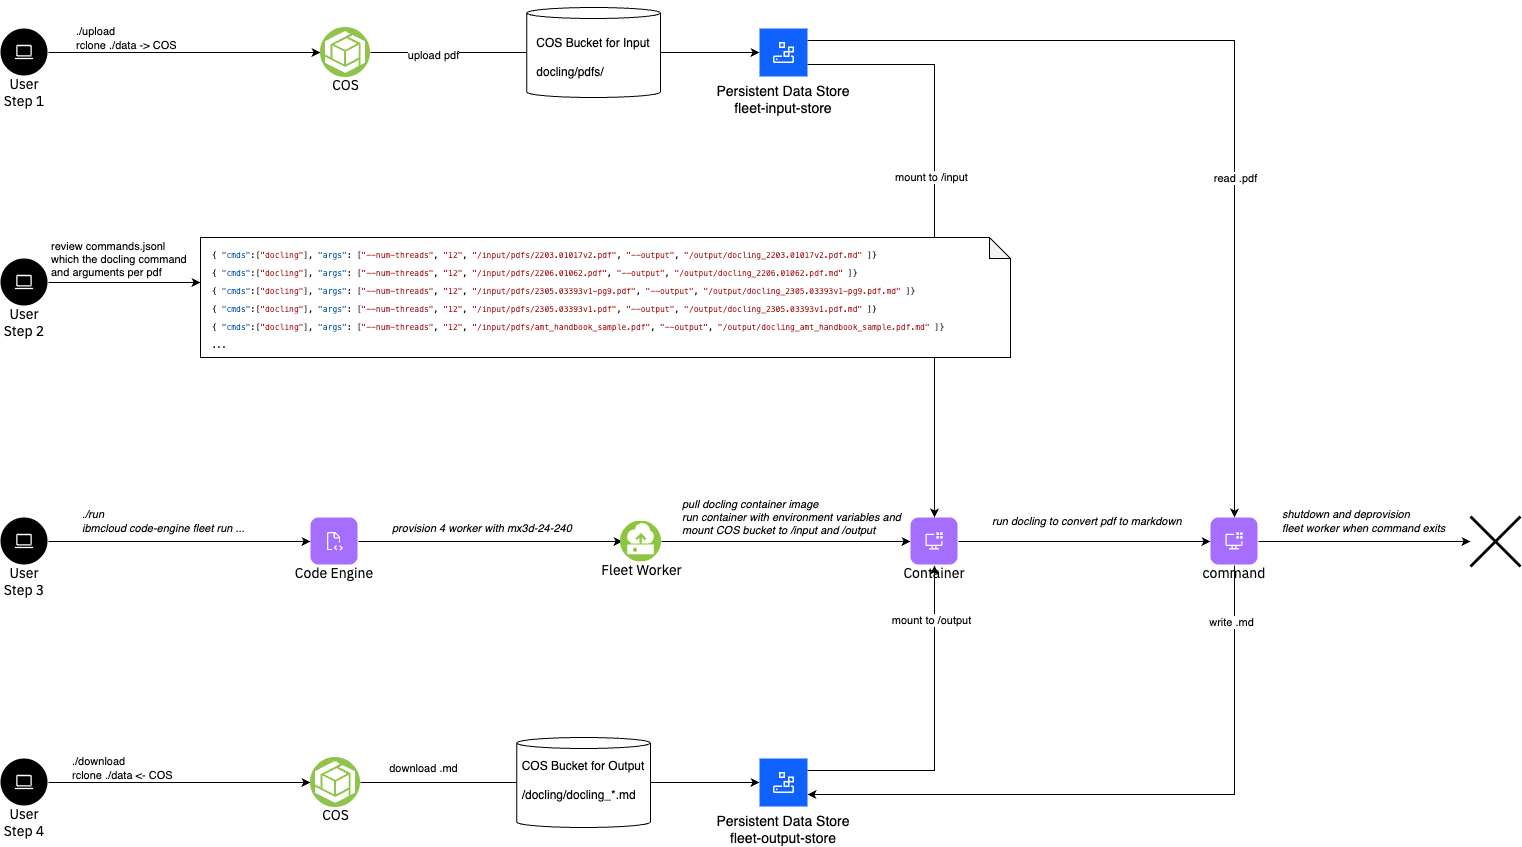 ./upload
rclone ./data -> COS
User
Step 1
COS
upload pdf
COS Bucket for Input
docling/pdfs/
Persistent Data Store
fleet-input-store
mount to /input
read .pdf
review commands.jsonl
which the docling command
and arguments per pdf
User
Step 2
{ "cmds":["docling"], "args": ["--num-threads", "12", "/input/pdfs/2203.01017v2.pdf", "--output", "/output/docling_2203.01017v2.pdf.md" ]}
{ "cmds":["docling"], "args": ["--num-threads", "12", "/input/pdfs/2206.01062.pdf", "--output", "/output/docling_2206.01062.pdf.md" ]}
{ "cmds":["docling"], "args": ["--num-threads", "12", "/input/pdfs/2305.03393v1-pg9.pdf", "--output", "/output/docling_2305.03393v1-pg9.pdf.md" ]}
{ "cmds":["docling"], "args": ["--num-threads", "12", "/input/pdfs/2305.03393v1.pdf", "--output", "/output/docling_2305.03393v1.pdf.md" ]}
{ "cmds":["docling"], "args": ["--num-threads", "12", "/input/pdfs/amt_handbook_sample.pdf", "--output", "/output/docling_amt_handbook_sample.pdf.md" ]}
...
./run
ibmcloud code-engine fleet run ...
User
Step 3
Code Engine
provision 4 worker with mx3d-24-240
Fleet Worker
pull docling container image
run container with environment variables and
mount COS bucket to /input and /output
Container
run docling to convert pdf to markdown
command
shutdown and deprovision
fleet worker when command exits
mount to /output
write .md
./download
rclone ./data <- COS
User
Step 4
COS
download .md
COS Bucket for Output
/docling/docling_*.md
Persistent Data Store
fleet-output-store